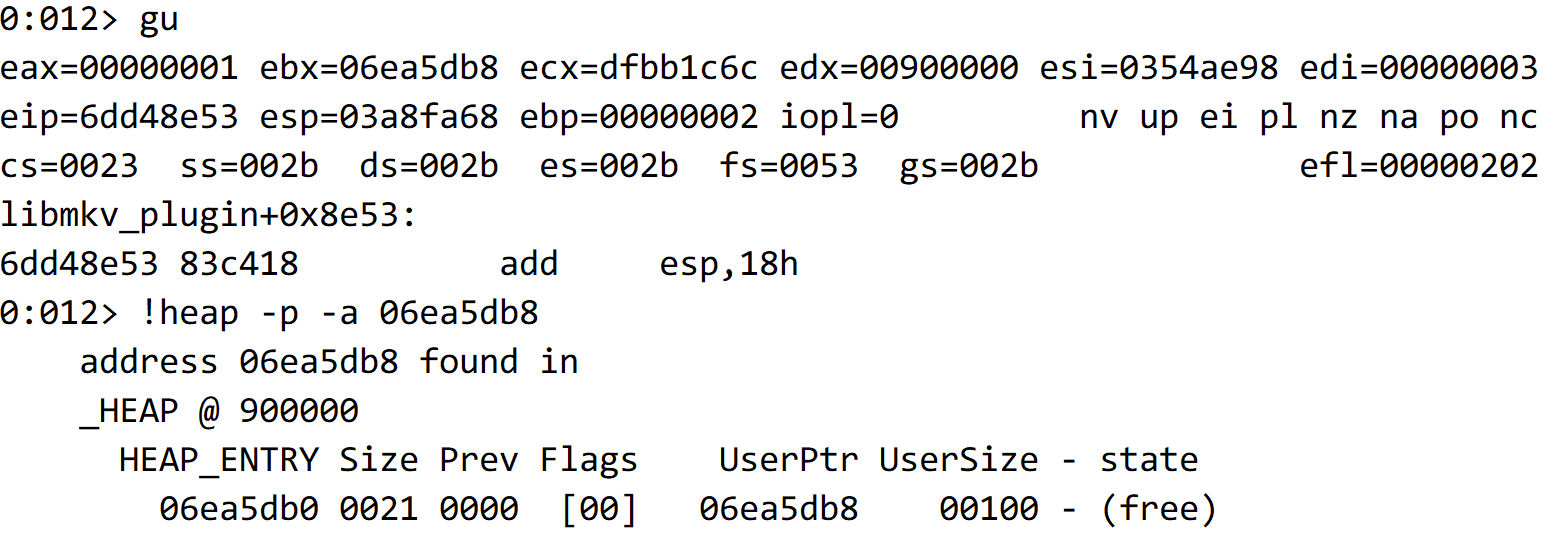 0:012> gu
eax=00000001 ebx=06ea5db8 ecx=dfbb1c6c edx=00900000 esi=0354ae98 edi=00000003
eip=6dd48e53 esp=03a8fa68 ebp=00000002 iopl=0         nv up ei pl nz na po nc
cs=0023  ss=002b  ds=002b  es=002b  fs=0053  gs=002b             efl=00000202
libmkv_plugin+0x8e53:
6dd48e53 83c418          add     esp,18h
0:012> !heap -p -a 06ea5db8
    address 06ea5db8 found in
    _HEAP @ 900000
      HEAP_ENTRY Size Prev Flags    UserPtr UserSize - state
        06ea5db0 0021 0000  [00]   06ea5db8    00100 - (free)